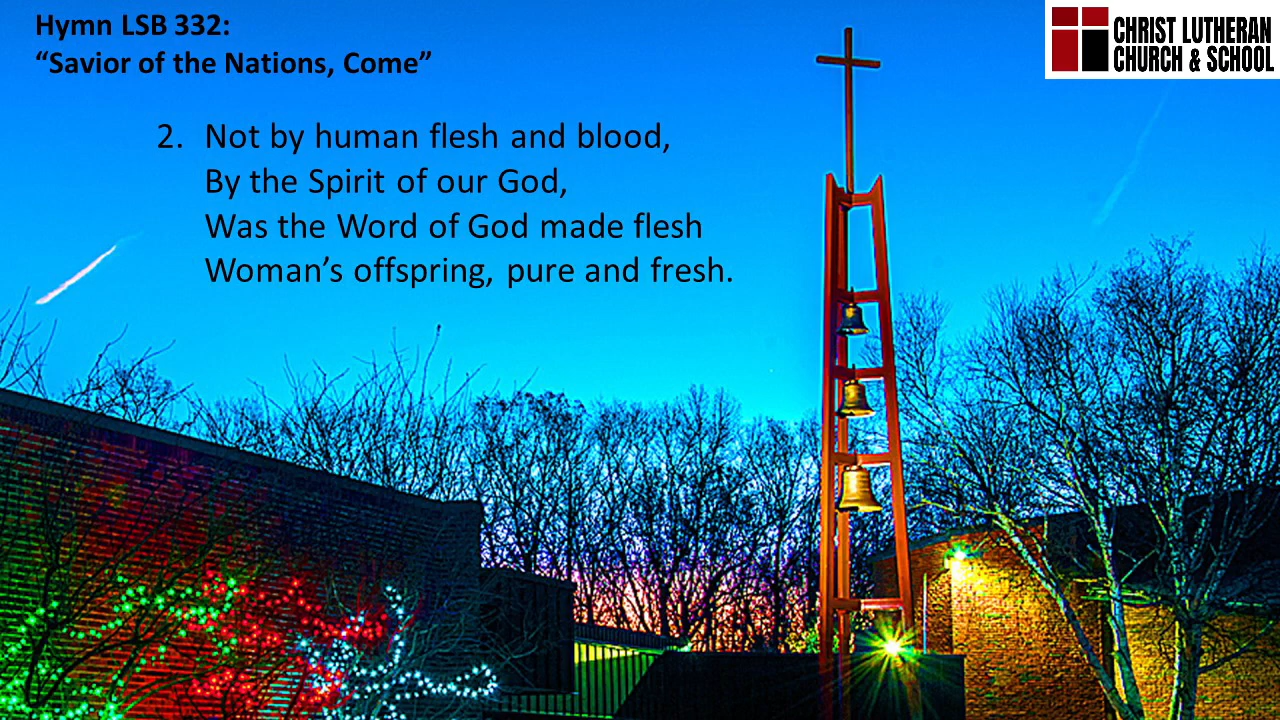 Hymn LSB 332:
“Savior of the Nations, Come”
CHRIST LUTHERAN
CHURCH & SCHOOL
2. Not by human flesh and blood,
By the Spirit of our God,
Was the Word of God made flesh
Woman’s offspring, pure and fresh.